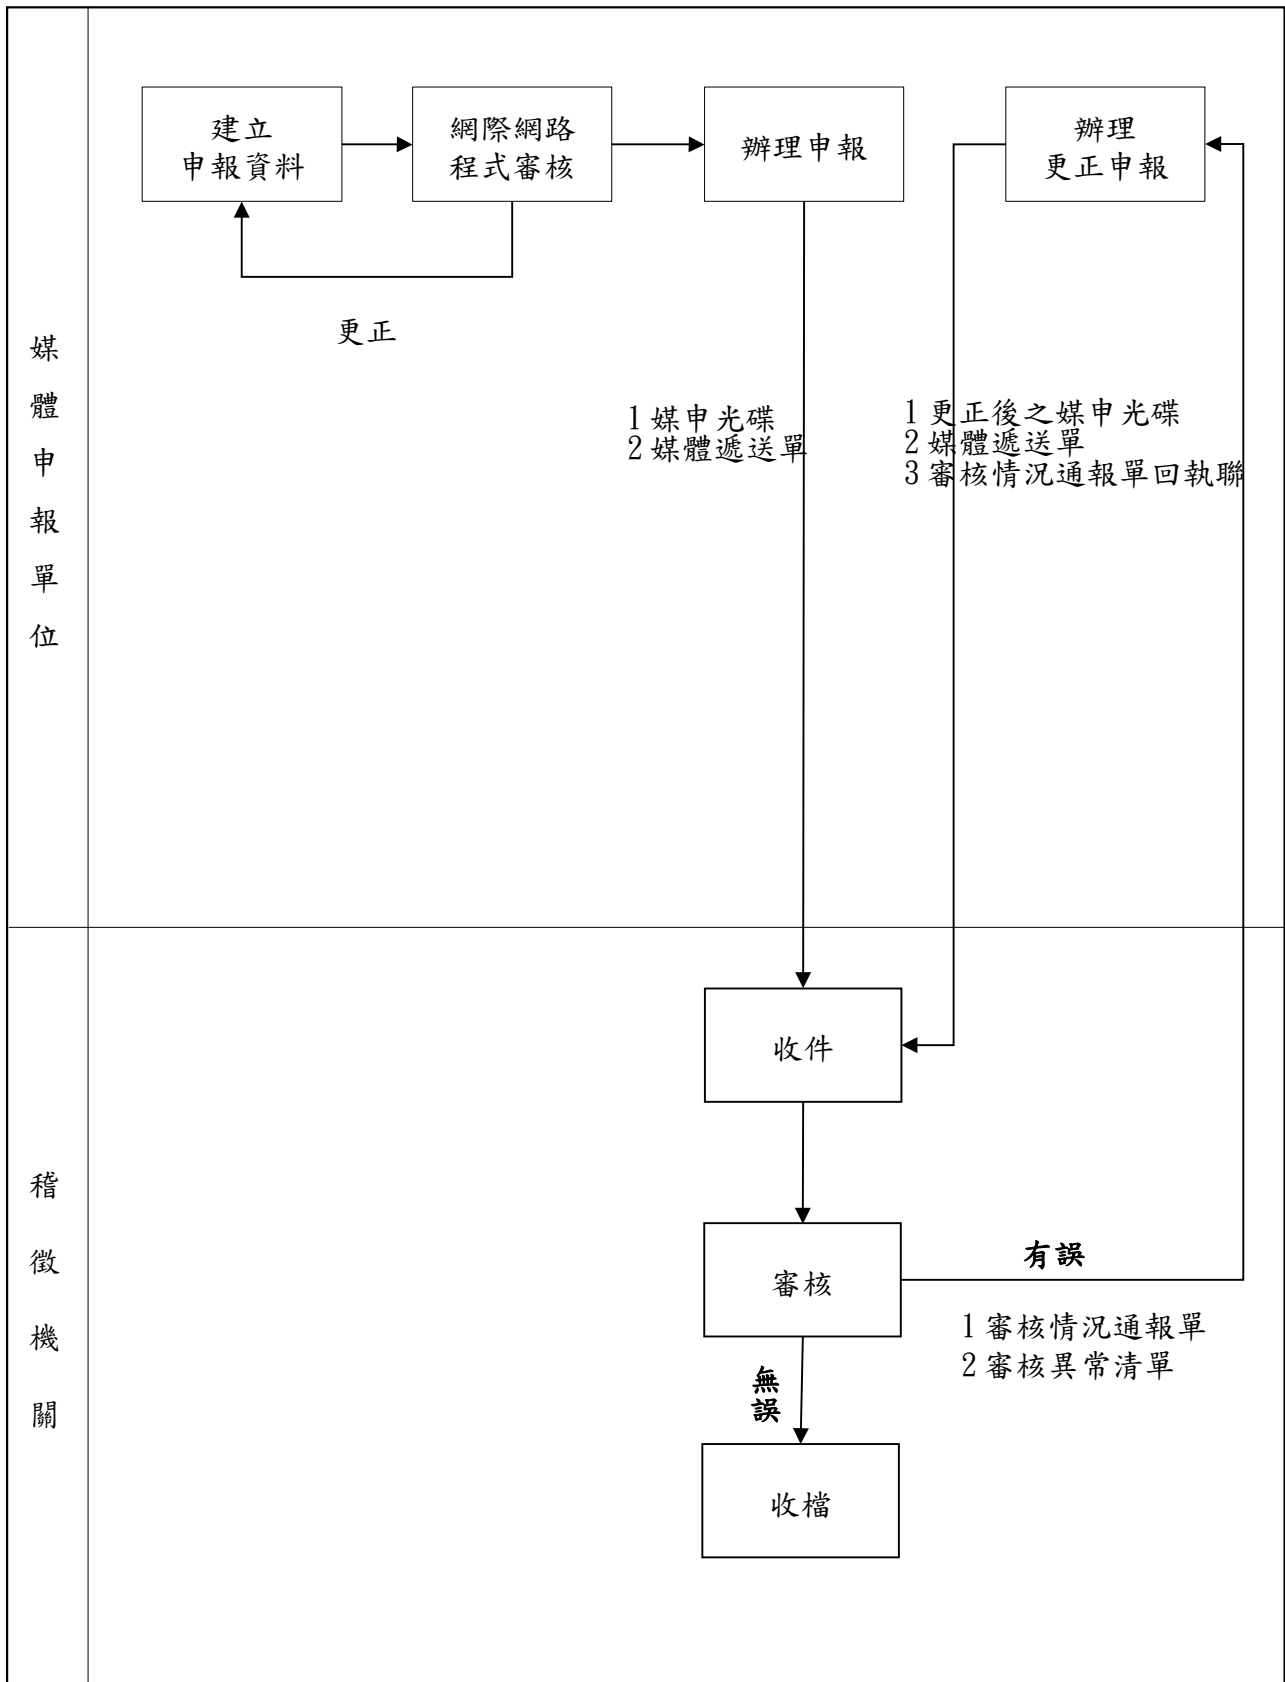 建立
申報資料
網際網路
程式審核
辦理申報
辦理
更正申報
更正
媒體申報單位
1 媒申光碟
2 媒體遞送單
1 更正後之媒申光碟
2 媒體遞送單
3 審核情況通報單回執聯
收件
稽徵機關
審核
有誤
1 審核情況通報單
2 審核異常清單
無誤
收檔